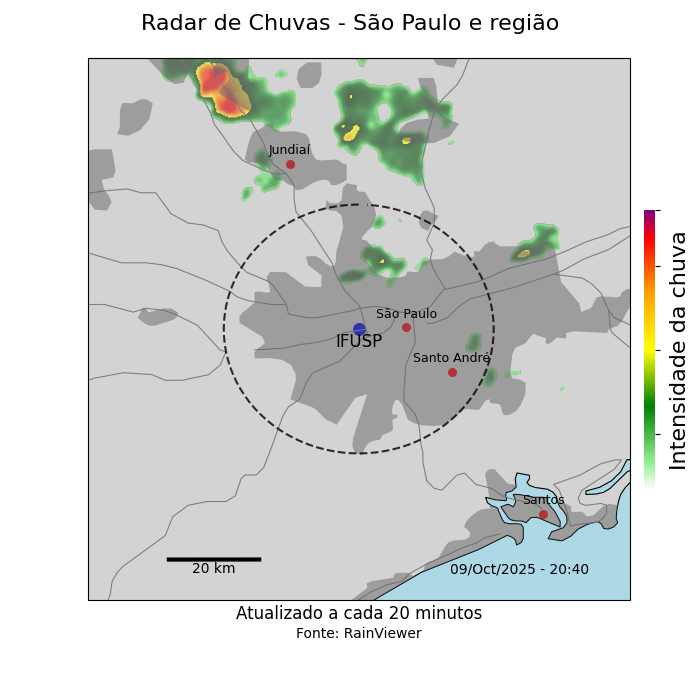 Radar de Chuvas - São Paulo e região
Jundiaí
São Paulo
IFUSP
Santo André
Santos
20 km
09/Oct/2025 - 20:40
Intensidade da chuva
Atualizado a cada 20 minutos
Fonte: RainViewer